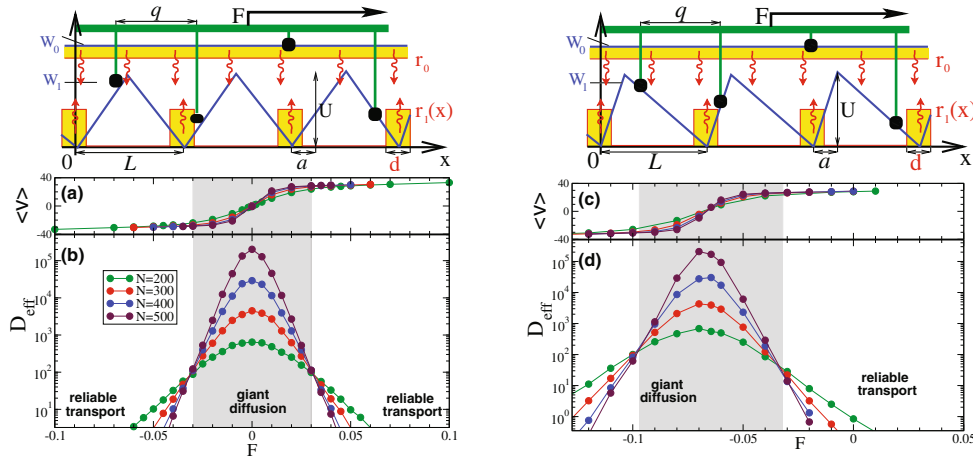 q F
W0
r0
W1
U
r1(x)
0 L a d x
q F
W0
r0
W1
U
r1(x)
0 L a d x
(a)
<v>
40
0
-40
(b)
Deff
10^5
10^4
10^3
10^2
10^1
N=200
N=300
N=400
N=500
reliable
transport
giant
diffusion
reliable
transport
-0.1 -0.05 0 0.05 0.1
F
(c)
<v>
40
0
-40
(d)
Deff
10^5
10^4
10^3
10^2
10^1
10^0
giant
diffusion
reliable
transport
-0.1 -0.05 0 0.05
F